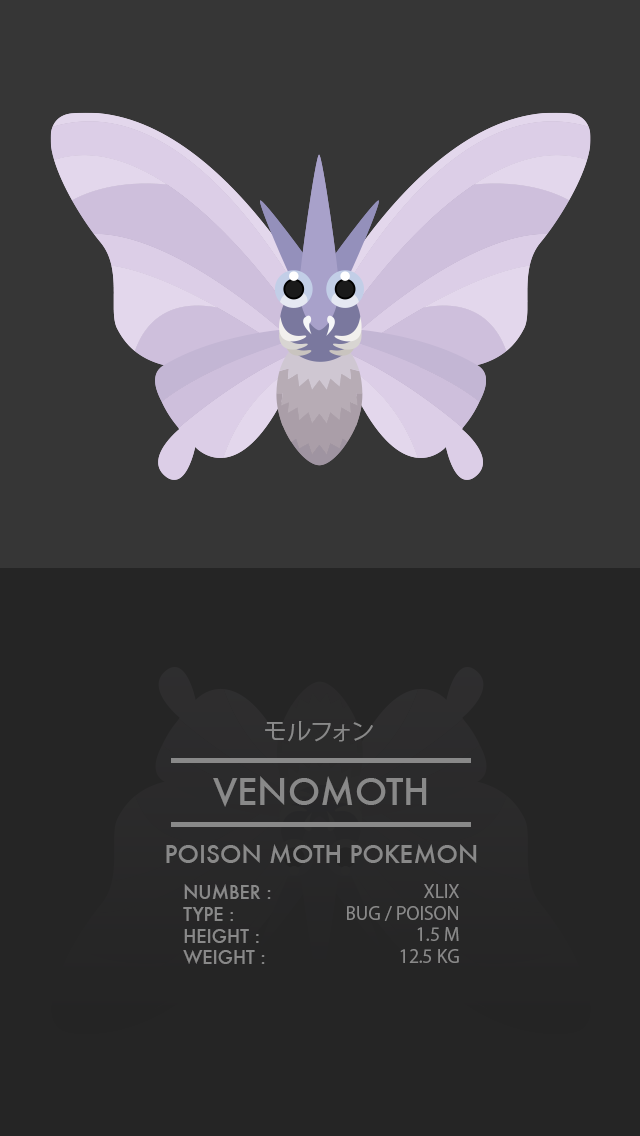 モルフォン
VENOMOTH
POISON MOTH POKEMON
NUMBER : XLIX
TYPE : BUG / POISON
HEIGHT : 1.5 M
WEIGHT : 12.5 KG